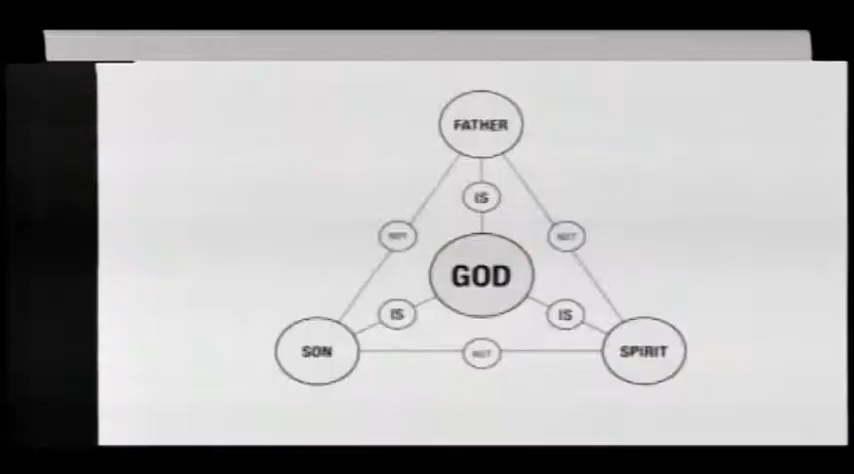 FATHER
IS
NOT
NOT
GOD
IS
IS
SON
NOT
SPIRIT